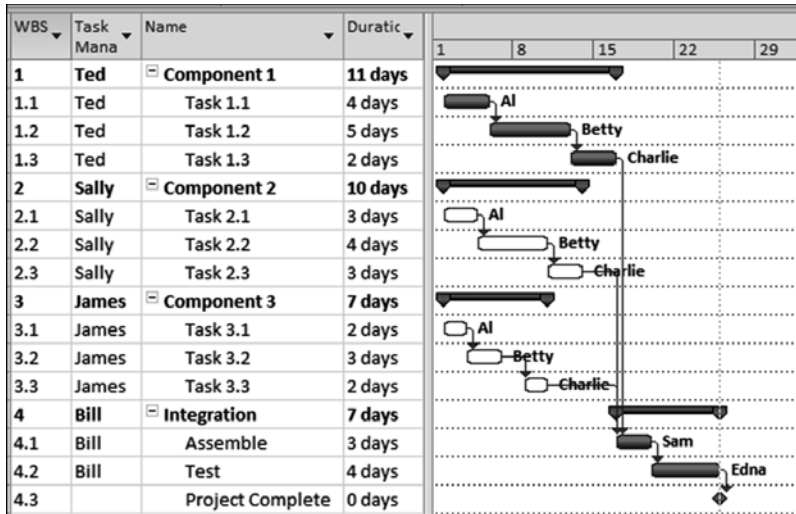 WBS Task Mana Name Duratic
1 8 15 22 29
1 Ted Component 1 11 days
1.1 Ted Task 1.1 4 days Al
1.2 Ted Task 1.2 5 days Betty
1.3 Ted Task 1.3 2 days Charlie
2 Sally Component 2 10 days
2.1 Sally Task 2.1 3 days Al
2.2 Sally Task 2.2 4 days Betty
2.3 Sally Task 2.3 3 days Charlie
3 James Component 3 7 days
3.1 James Task 3.1 2 days Al
3.2 James Task 3.2 3 days Betty
3.3 James Task 3.3 2 days Charlie
4 Bill Integration 7 days
4.1 Bill Assemble 3 days Sam
4.2 Bill Test 4 days Edna
4.3 Project Complete 0 days